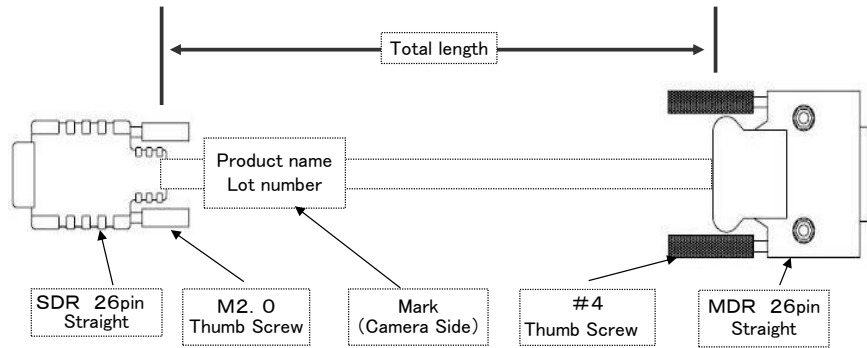 Total length
Product name
Lot number
SDR 26pin
Straight
M2.0
Thumb Screw
Mark
(Camera Side)
#4
Thumb Screw
MDR 26pin
Straight